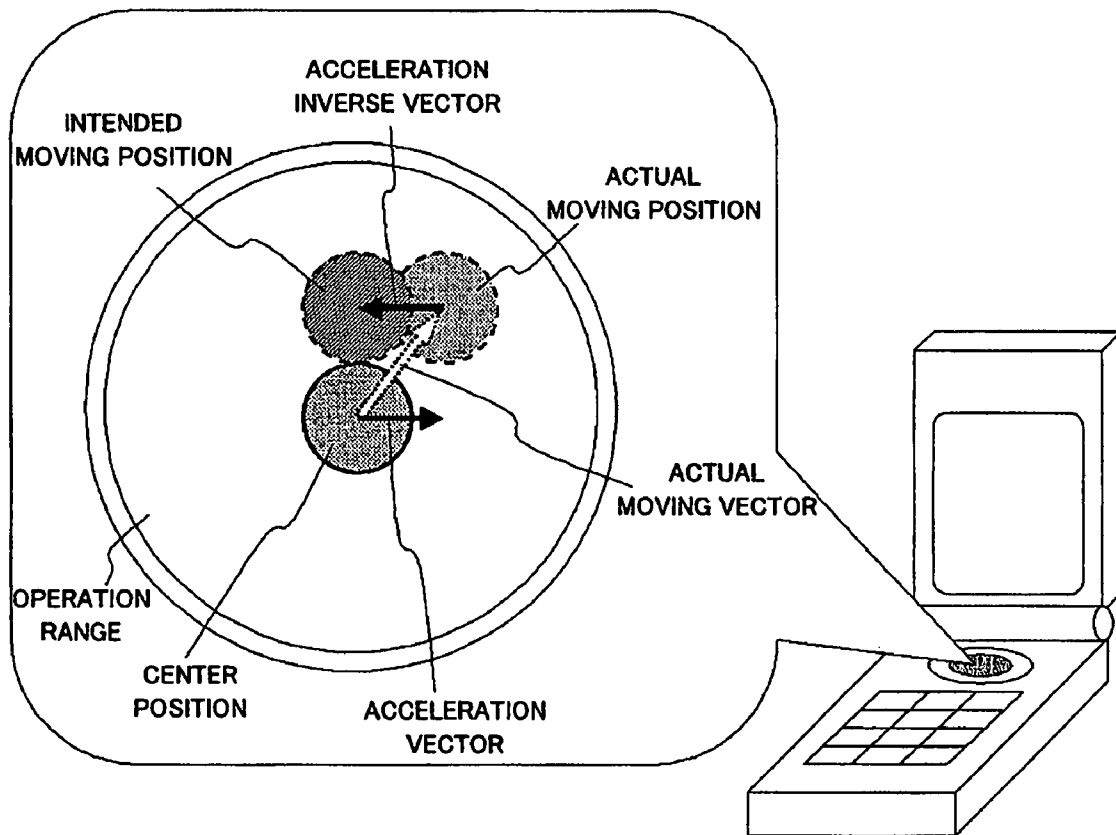 ACCELERATION
INVERSE VECTOR
INTENDED
MOVING POSITION
ACTUAL
MOVING POSITION
ACTUAL
MOVING VECTOR
OPERATION
RANGE
CENTER
POSITION
ACCELERATION
VECTOR